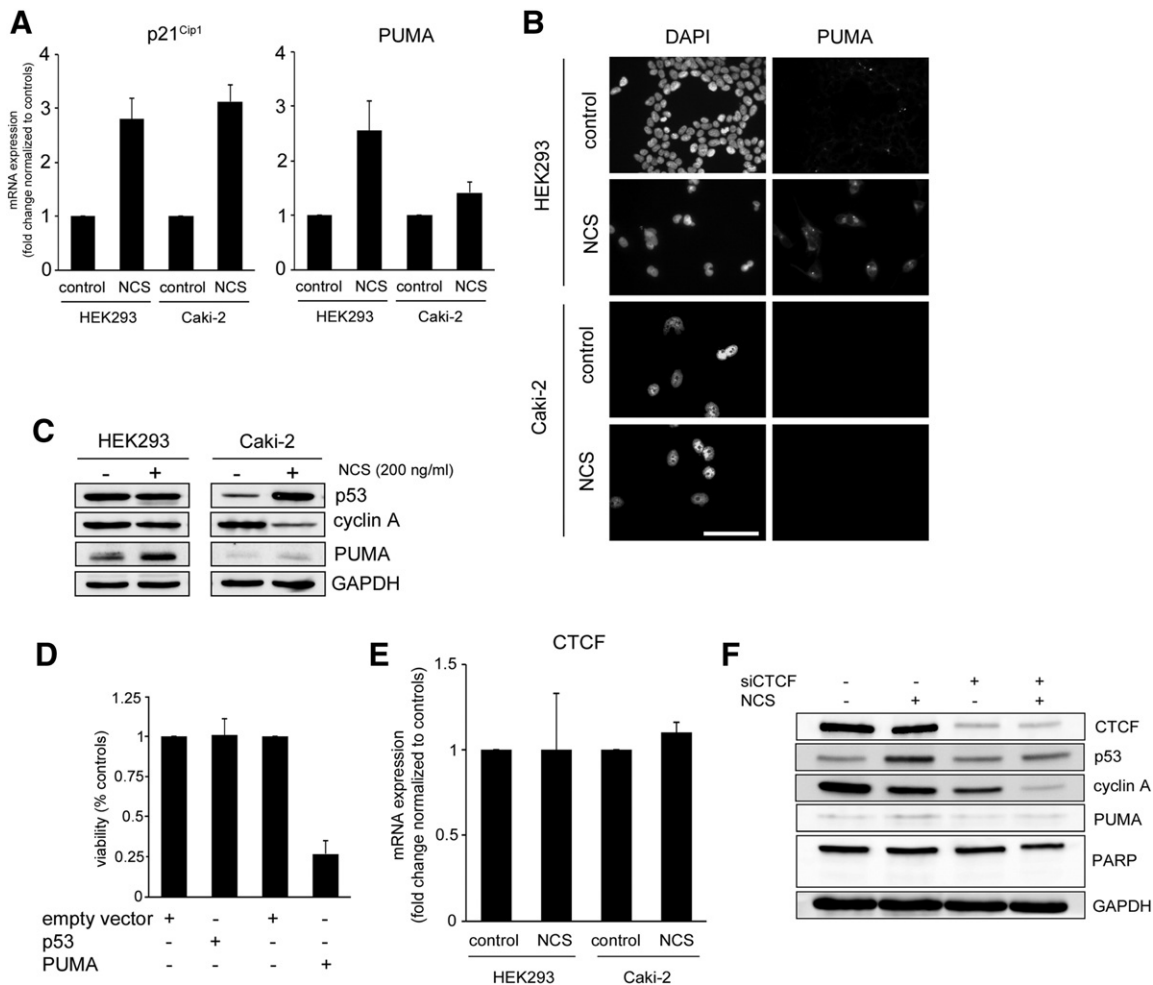 A
p21Cip1
PUMA
mRNA expression
(fold change normalized to controls)
4
3
2
1
0
4
3
2
1
0
control NCS control NCS
HEK293 Caki-2
control NCS control NCS
HEK293 Caki-2
B
DAPI PUMA
HEK293
control
NCS
Caki-2
control
NCS
C
HEK293 Caki-2
- + - + NCS (200 ng/ml)
p53
cyclin A
PUMA
GAPDH
D
viability (% controls)
1.25
1
0.75
0.25
0
empty vector + - + -
p53 - + - -
PUMA - - - +
E
CTCF
mRNA expression
(fold change normalized to controls)
1.5
1
0.5
0
control NCS control NCS
HEK293 Caki-2
F
siCTCF - - + +
NCS - + - +
CTCF
p53
cyclin A
PUMA
PARP
GAPDH